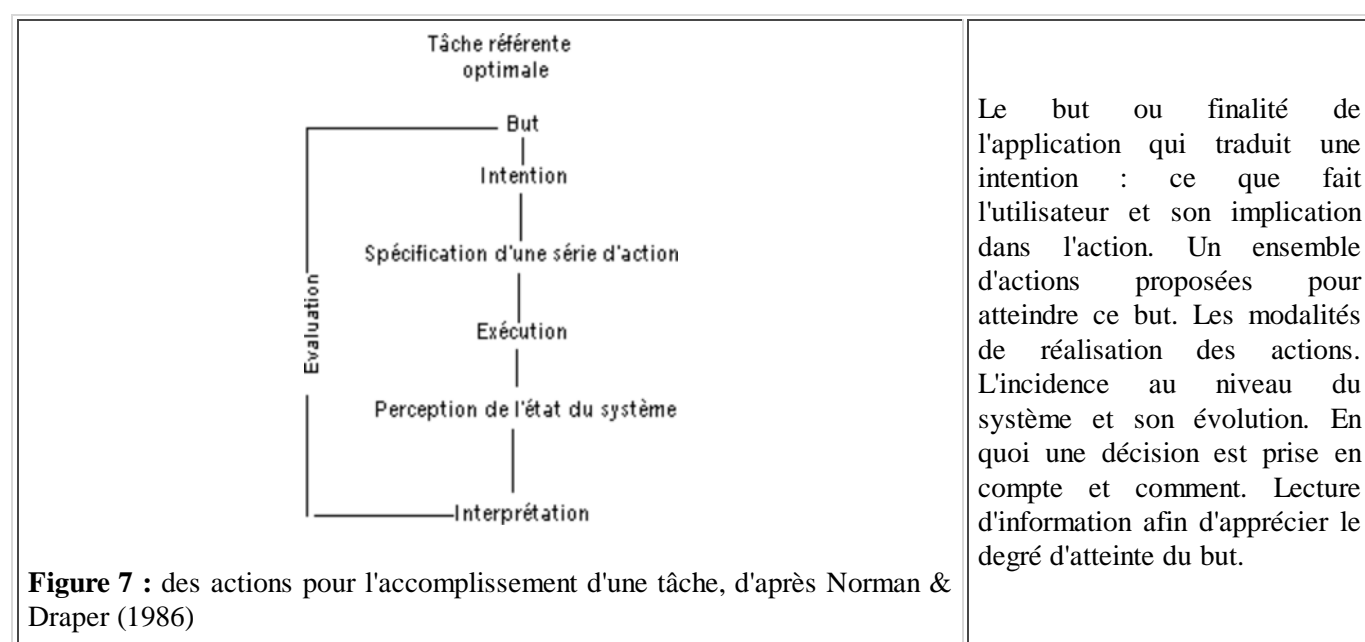 Tâche référente
optimale
But
Intention
Spécification d'une série d'action
Exécution
Evaluation
Perception de l'état du système
Interprétation
Figure 7 : des actions pour l'accomplissement d'une tâche, d'après Norman &
Draper (1986)
Le but ou finalité de
l'application qui traduit une
intention : ce que fait
l'utilisateur et son implication
dans l'action. Un ensemble
d'actions proposées pour
atteindre ce but. Les modalités
de réalisation des actions.
L'incidence au niveau du
système et son évolution. En
quoi une décision est prise en
compte et comment. Lecture
d'information afin d'apprécier le
degré d'atteinte du but.